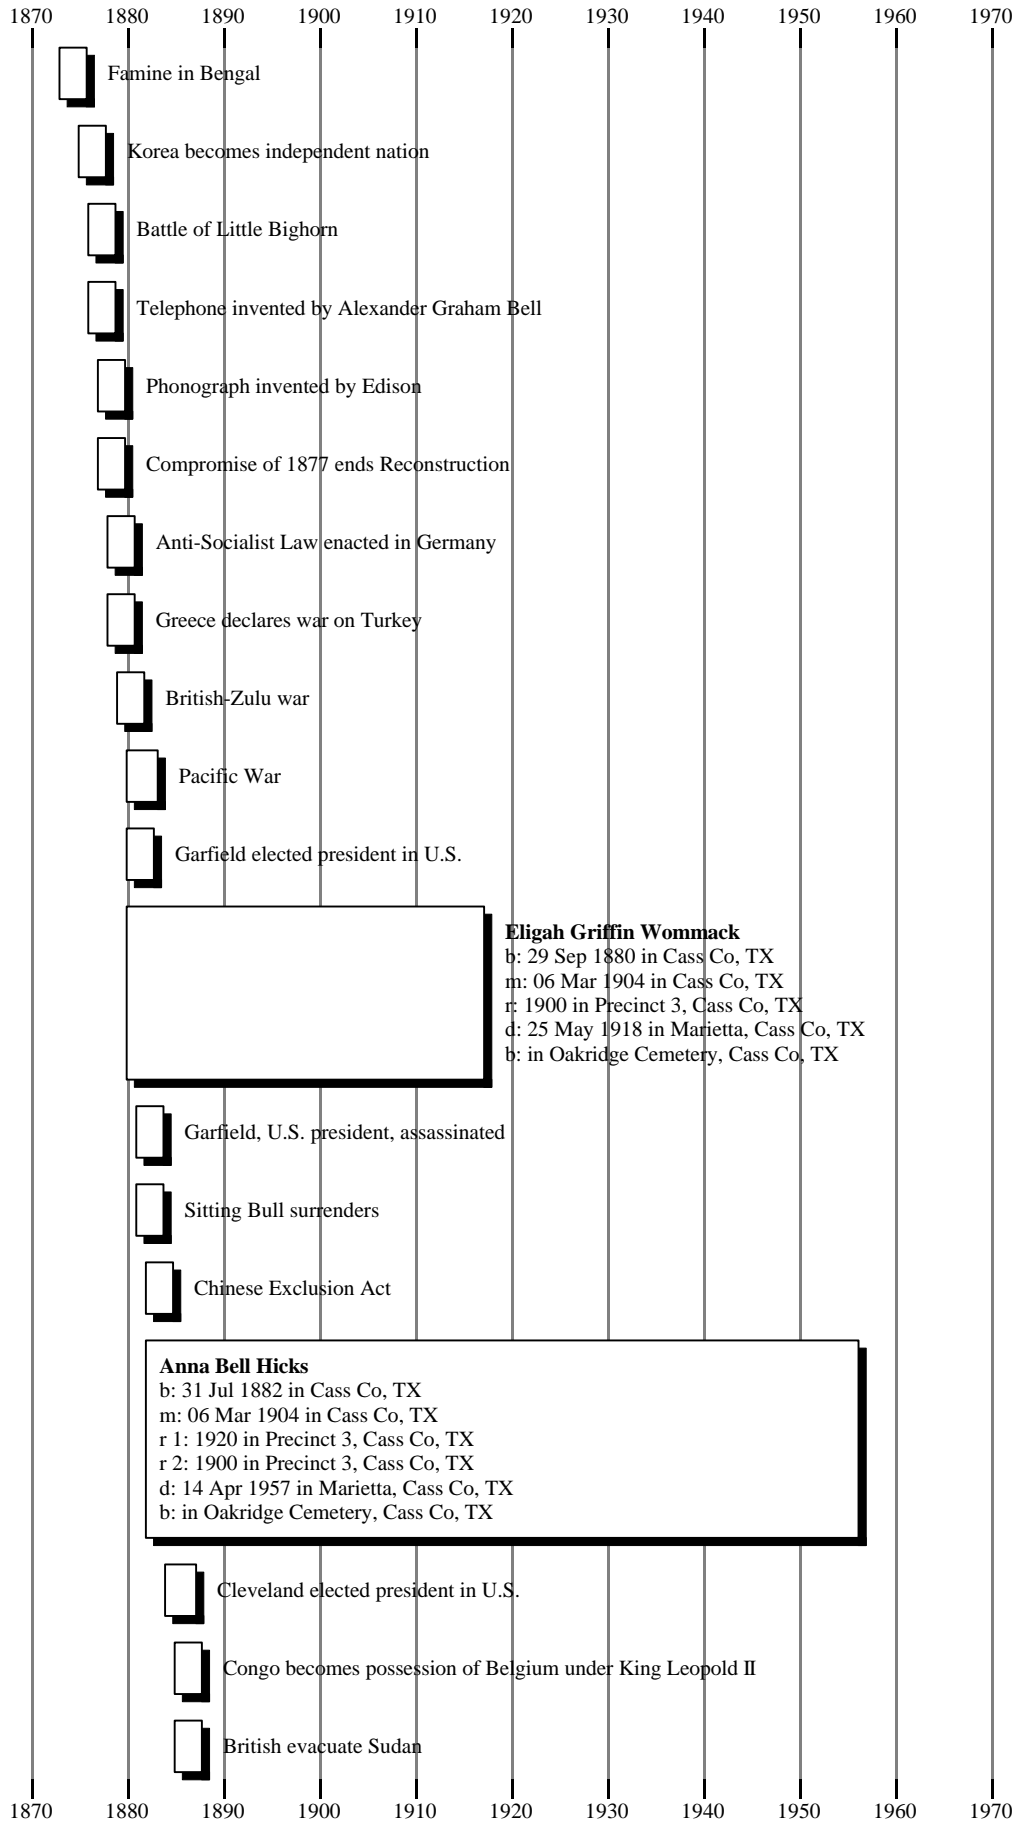 1870 1880 1890 1900 1910 1920 1930 1940 1950 1960 1970
Famine in Bengal
Korea becomes independent nation
Battle of Little Bighorn
Telephone invented by Alexander Graham Bell
Phonograph invented by Edison
Compromise of 1877 ends Reconstruction
Anti-Socialist Law enacted in Germany
Greece declares war on Turkey
British-Zulu war
Pacific War
Garfield elected president in U.S.
Eligah Griffin Wommack
b: 29 Sep 1880 in Cass Co, TX
m: 06 Mar 1904 in Cass Co, TX
r: 1900 in Precinct 3, Cass Co, TX
d: 25 May 1918 in Marietta, Cass Co, TX
b: in Oakridge Cemetery, Cass Co, TX
Garfield, U.S. president, assassinated
Sitting Bull surrenders
Chinese Exclusion Act
Anna Bell Hicks
b: 31 Jul 1882 in Cass Co, TX
m: 06 Mar 1904 in Cass Co, TX
r 1: 1920 in Precinct 3, Cass Co, TX
r 2: 1900 in Precinct 3, Cass Co, TX
d: 14 Apr 1957 in Marietta, Cass Co, TX
b: in Oakridge Cemetery, Cass Co, TX
Cleveland elected president in U.S.
Congo becomes possession of Belgium under King Leopold II
British evacuate Sudan
1870 1880 1890 1900 1910 1920 1930 1940 1950 1960 1970